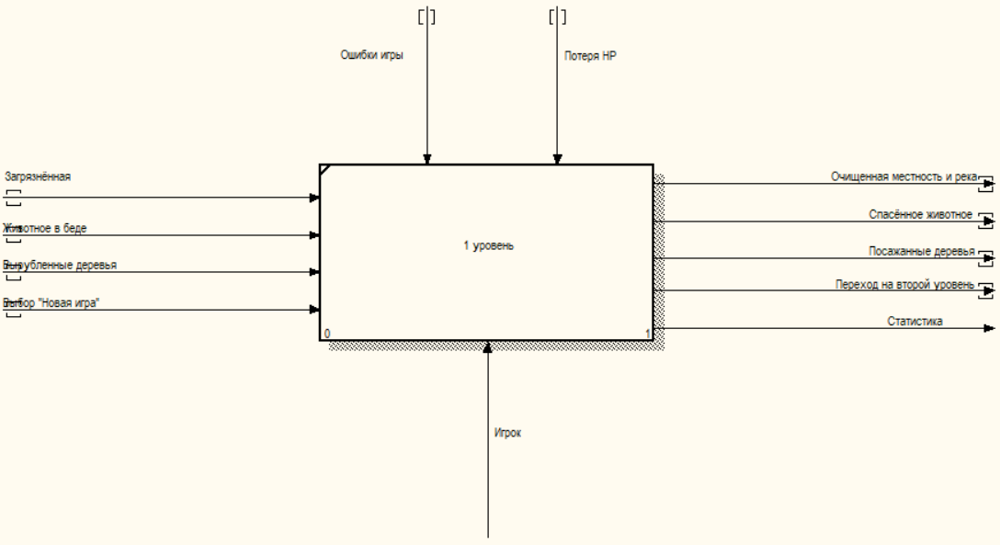 Ошибки игры
Потеря HP
Загрязнённая
Животное в беде
Вырубленные деревья
Выбор "Новая игра"
1 уровень
0
1
Очищенная местность и река
Спасённое животное
Посажанные деревья
Переход на второй уровень
Статистика
Игрок